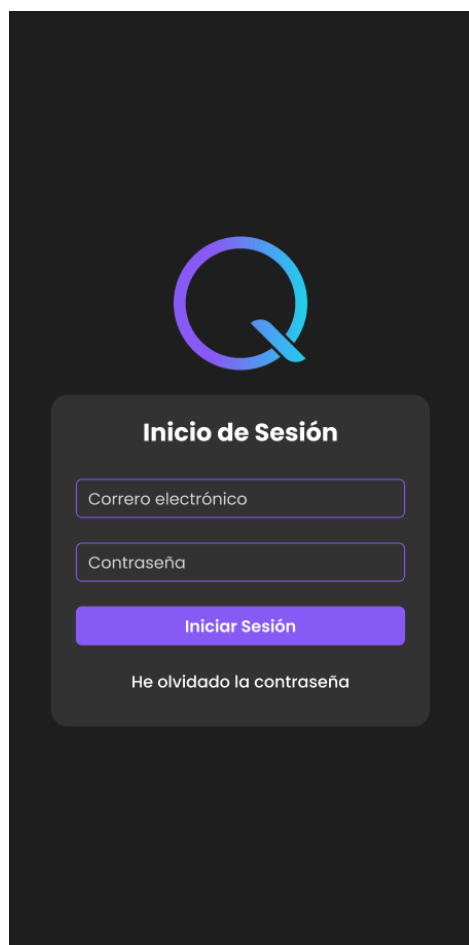 Inicio de Sesión
Correro electrónico
Contraseña
Iniciar Sesión
He olvidado la contraseña